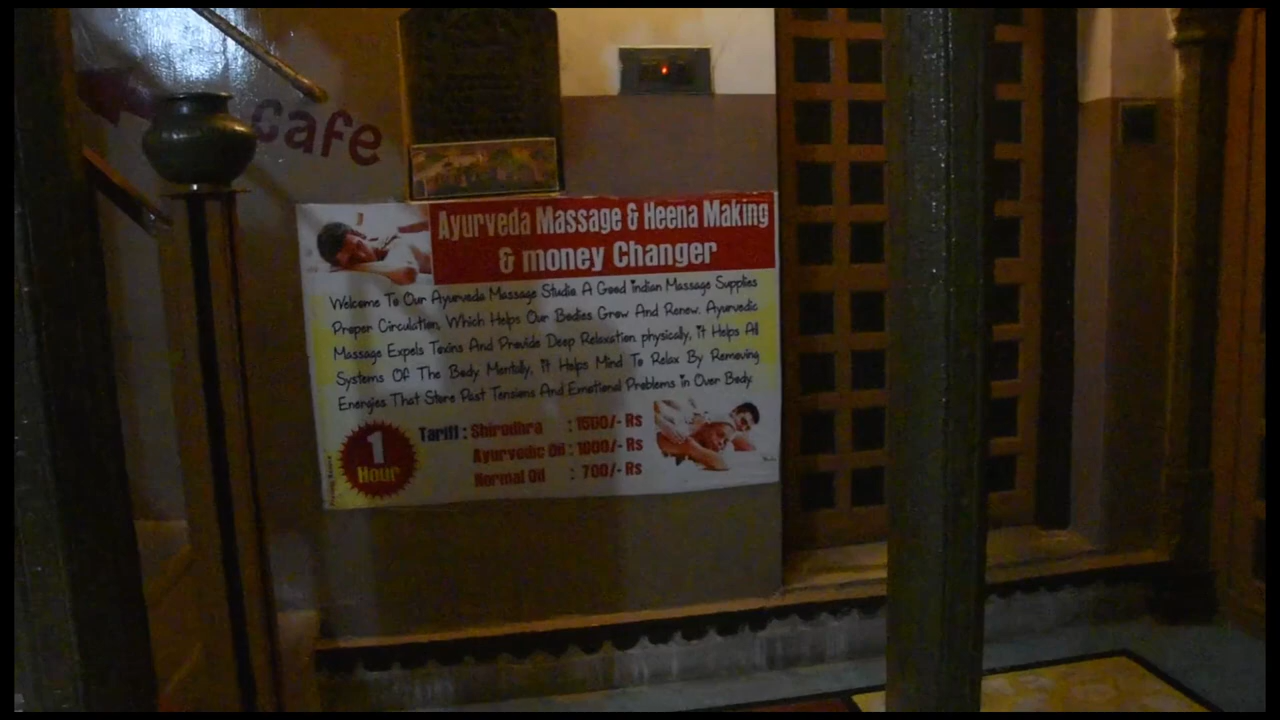 cafe
Ayurveda Massage & Heena Making
& money Changer
Welcome To Our Ayurveda Massage Studio A Good indian Massage Supplies
Proper Circulation, Which Helps Our Bodies Grow And Renew. Ayurvedic
Massage Expels Toxins And Provide Deep Relaxation physically, it Helps All
Systems Of The Body. Mentally, it Helps Mind To Relax By Removing
Energies That Store Past Tensions And Emotional Problems in Over Body.
1 Hour
Tariff : Shirodhra : 1500/- Rs
Ayurvedic Oil : 1000/- Rs
Normal Oil : 700/- Rs